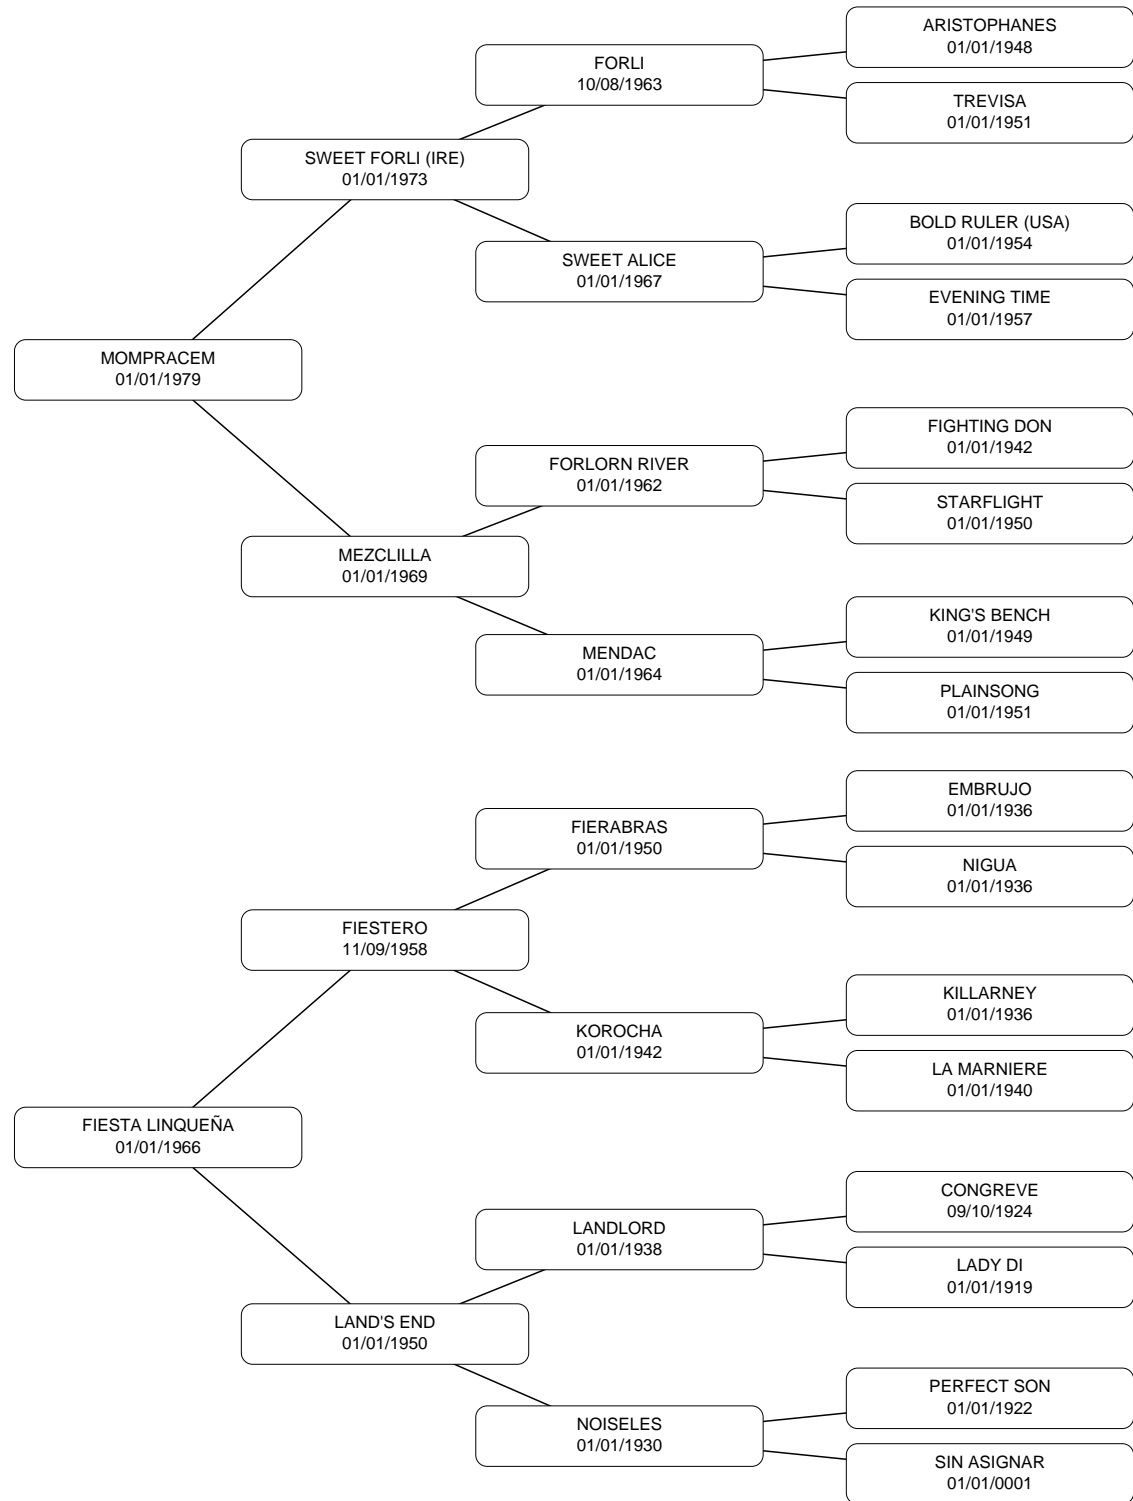 ARISTOPHANES
01/01/1948
FORLI
10/08/1963
TREVISA
01/01/1951
SWEET FORLI (IRE)
01/01/1973
BOLD RULER (USA)
01/01/1954
SWEET ALICE
01/01/1967
EVENING TIME
01/01/1957
MOMPRACEM
01/01/1979
FIGHTING DON
01/01/1942
FORLORN RIVER
01/01/1962
STARFLIGHT
01/01/1950
MEZCLILLA
01/01/1969
KING'S BENCH
01/01/1949
MENDAC
01/01/1964
PLAINSONG
01/01/1951
EMBRUJO
01/01/1936
FIERABRAS
01/01/1950
NIGUA
01/01/1936
FIESTERO
11/09/1958
KILLARNEY
01/01/1936
KOROCHA
01/01/1942
LA MARNIERE
01/01/1940
FIESTA LINQUEÑA
01/01/1966
CONGREVE
09/10/1924
LANDLORD
01/01/1938
LADY DI
01/01/1919
LAND'S END
01/01/1950
PERFECT SON
01/01/1922
NOISELES
01/01/1930
SIN ASIGNAR
01/01/0001